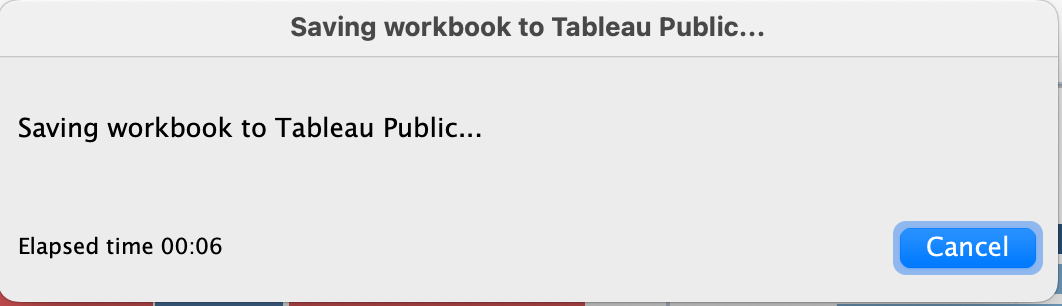 Saving workbook to Tableau Public...
Saving workbook to Tableau Public...
Elapsed time 00:06
Cancel